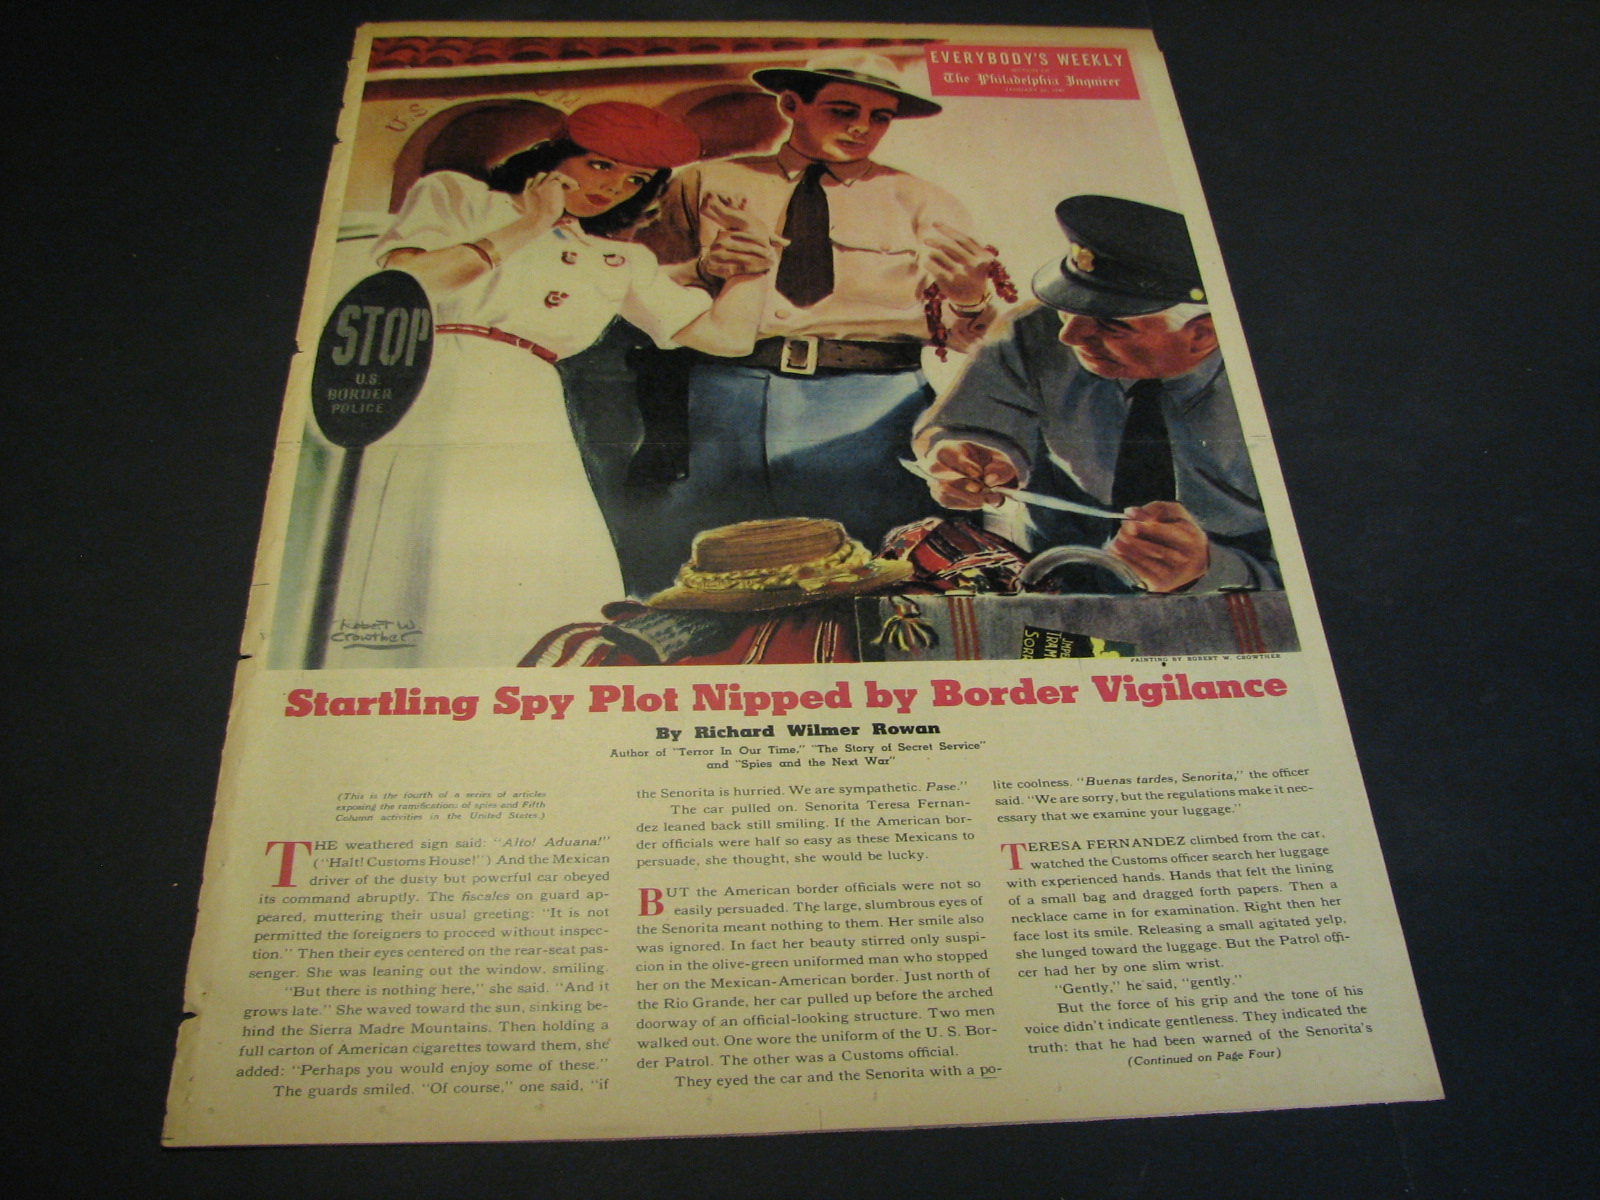 EVERYBODY'S WEEKLY
The Philadelphia Inquirer
U.S.
STOP
U.S.
BORDER
POLICE
Robert W.
Crowther
PAINTING BY ROBERT W. CROWTHER
Startling Spy Plot Nipped by Border Vigilance
By Richard Wilmer Rowan
Author of "Terror In Our Time," "The Story of Secret Service"
and "Spies and the Next War"
(This is the fourth of a series of articles
exposing the ramifications of spies and Fifth
Column activities in the United States.)
THE weathered sign said: "Alto! Aduana!"
("Halt! Customs House!") And the Mexican
driver of the dusty but powerful car obeyed
its command abruptly. The fiscales on guard ap-
peared, muttering their usual greeting: "It is not
permitted the foreigners to proceed without inspec-
tion." Then their eyes centered on the rear-seat pas-
senger. She was leaning out the window, smiling.
"But there is nothing here," she said. "And it
grows late." She waved toward the sun, sinking be-
hind the Sierra Madre Mountains. Then holding a
full carton of American cigarettes toward them, she
added: "Perhaps you would enjoy some of these."
The guards smiled. "Of course," one said, "if
the Senorita is hurried. We are sympathetic. Pase."
The car pulled on. Senorita Teresa Fernan-
dez leaned back still smiling. If the American bor-
der officials were half so easy as these Mexicans to
persuade, she thought, she would be lucky.
BUT the American border officials were not so
easily persuaded. The large, slumbrous eyes of
the Senorita meant nothing to them. Her smile also
was ignored. In fact her beauty stirred only suspi-
cion in the olive-green uniformed man who stopped
her on the Mexican-American border. Just north of
the Rio Grande, her car pulled up before the arched
doorway of an official-looking structure. Two men
walked out. One wore the uniform of the U. S. Bor-
der Patrol. The other was a Customs official.
They eyed the car and the Senorita with a po-
lite coolness. "Buenas tardes, Senorita," the officer
said. "We are sorry, but the regulations make it nec-
essary that we examine your luggage."
TERESA FERNANDEZ climbed from the car,
watched the Customs officer search her luggage
with experienced hands. Hands that felt the lining
of a small bag and dragged forth papers. Then a
necklace came in for examination. Right then her
face lost its smile. Releasing a small agitated yelp,
she lunged toward the luggage. But the Patrol offi-
cer had her by one slim wrist.
"Gently," he said, "gently."
But the force of his grip and the tone of his
voice didn't indicate gentleness. They indicated the
truth: that he had been warned of the Senorita's
(Continued on Page Four)